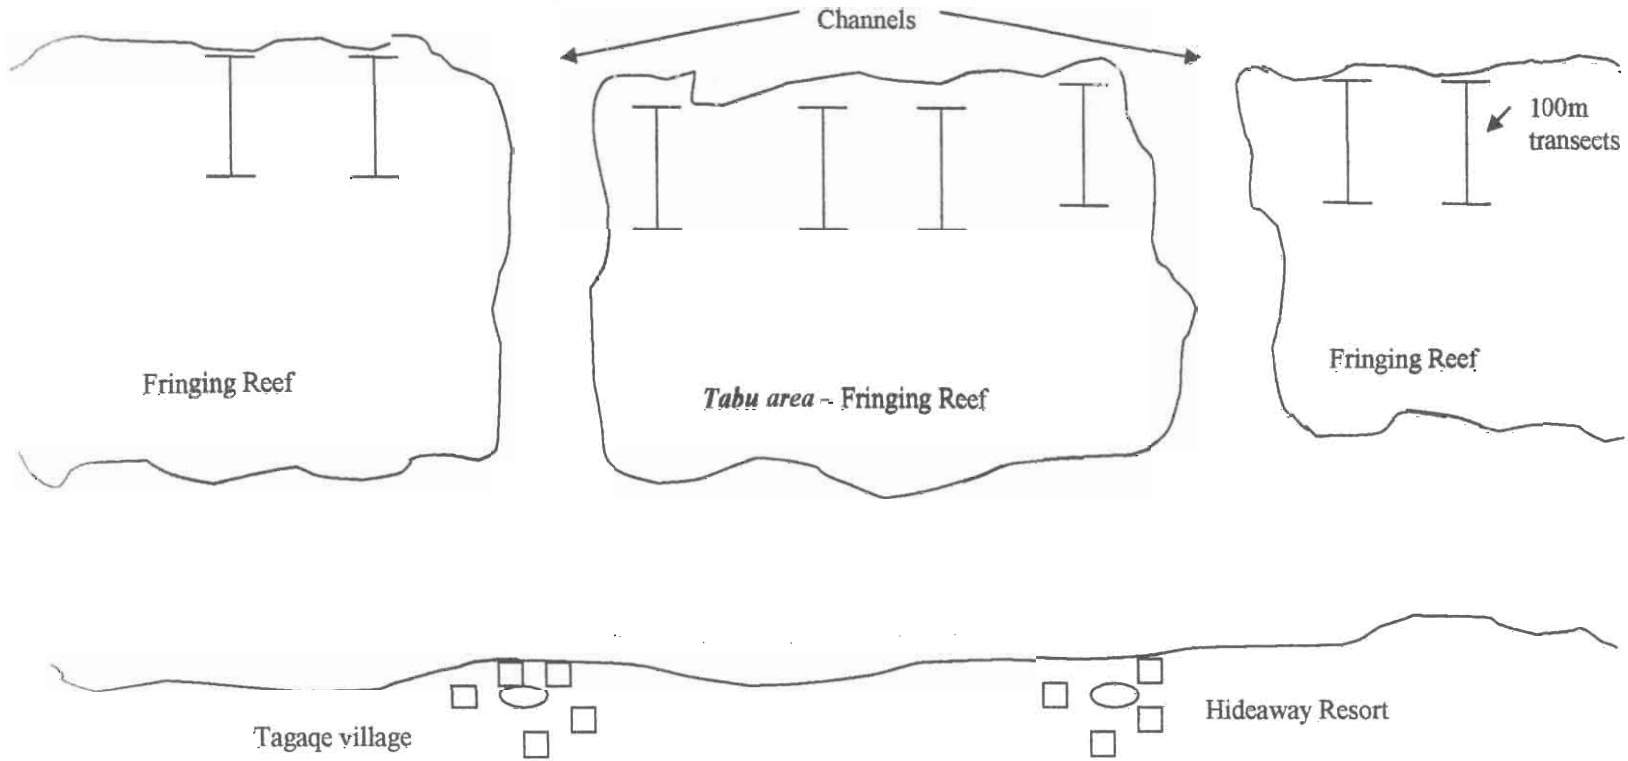 Channels
100m
transects
Fringing Reef
Fringing Reef
Tabu area - Fringing Reef
Tagaqe village
Hideaway Resort